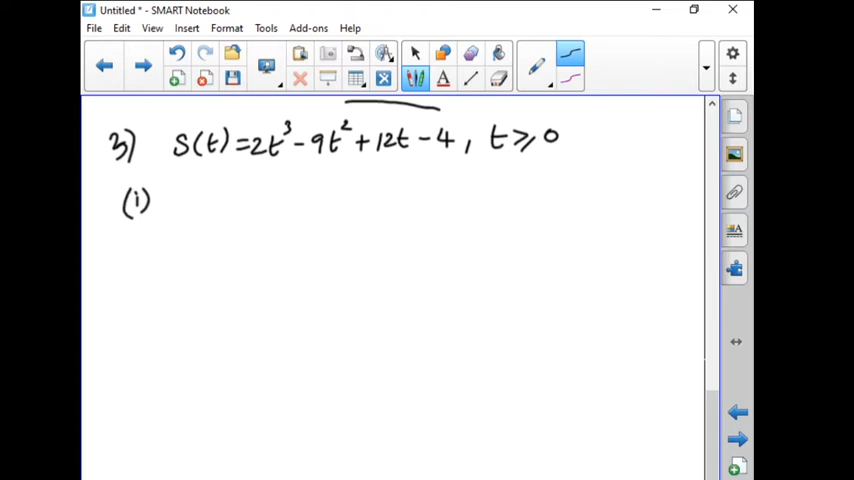 Untitled * - SMART Notebook
File Edit View Insert Format Tools Add-ons Help
3) S(t) = 2t³ - 9t² + 12t - 4, t ⩾ 0
(i)